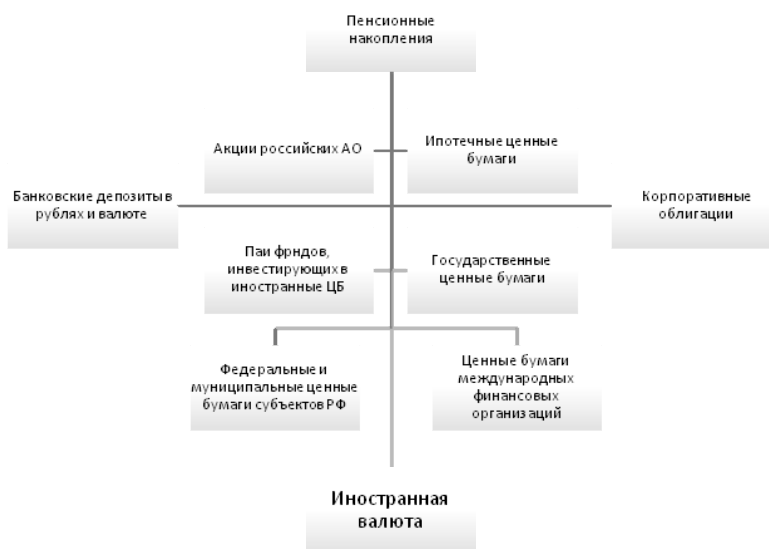 Пенсионные
накопления
Акции российских АО
Ипотечные ценные
бумаги
Банковские депозиты в
рублях и валюте
Корпоративные
облигации
Паи фрндов,
инвестирующих в
иностранные ЦБ
Государственные
ценные бумаги
Федеральные и
муниципальные ценные
бумаги субъектов РФ
Ценные бумаги
международных
финансовых
организаций
Иностранная
валюта